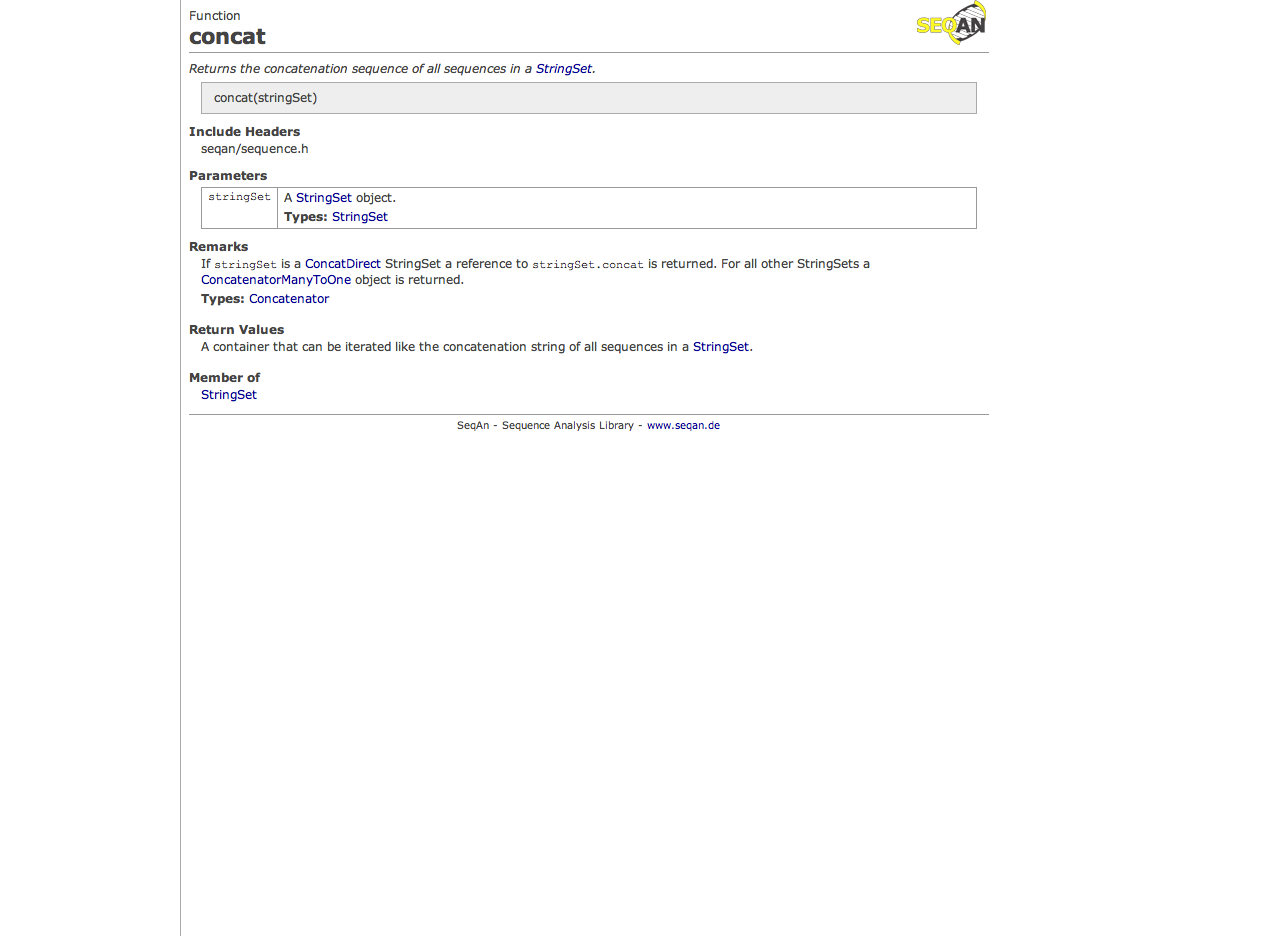 Function
concat
SEQAN
Returns the concatenation sequence of all sequences in a StringSet.
concat(stringSet)
Include Headers
seqan/sequence.h
Parameters
stringSet A StringSet object.
Types: StringSet
Remarks
If stringSet is a ConcatDirect StringSet a reference to stringSet.concat is returned. For all other StringSets a
ConcatenatorManyToOne object is returned.
Types: Concatenator
Return Values
A container that can be iterated like the concatenation string of all sequences in a StringSet.
Member of
StringSet
SeqAn - Sequence Analysis Library - www.seqan.de